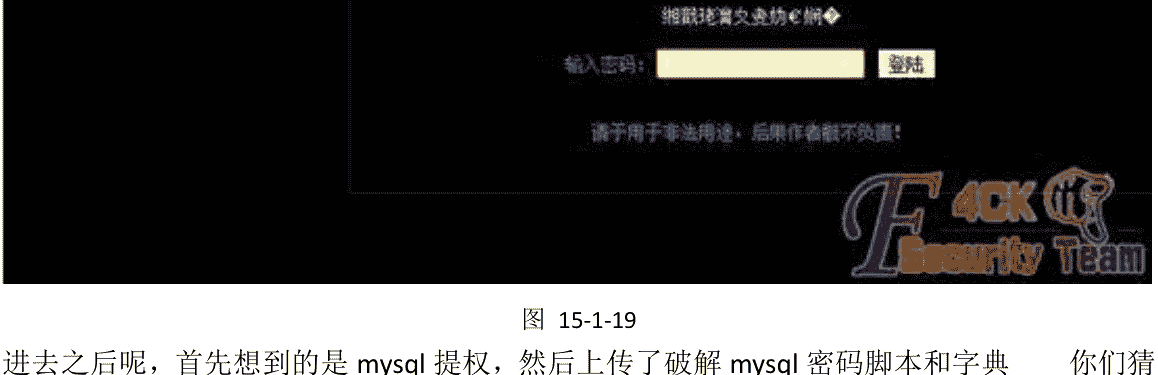 输入密码:
登陆
请于用于非法用途,后果作者概不负责!
F4CK
Security Team
图 15-1-19
进去之后呢,首先想到的是 mysql 提权,然后上传了破解 mysql 密码脚本和字典 你们猜